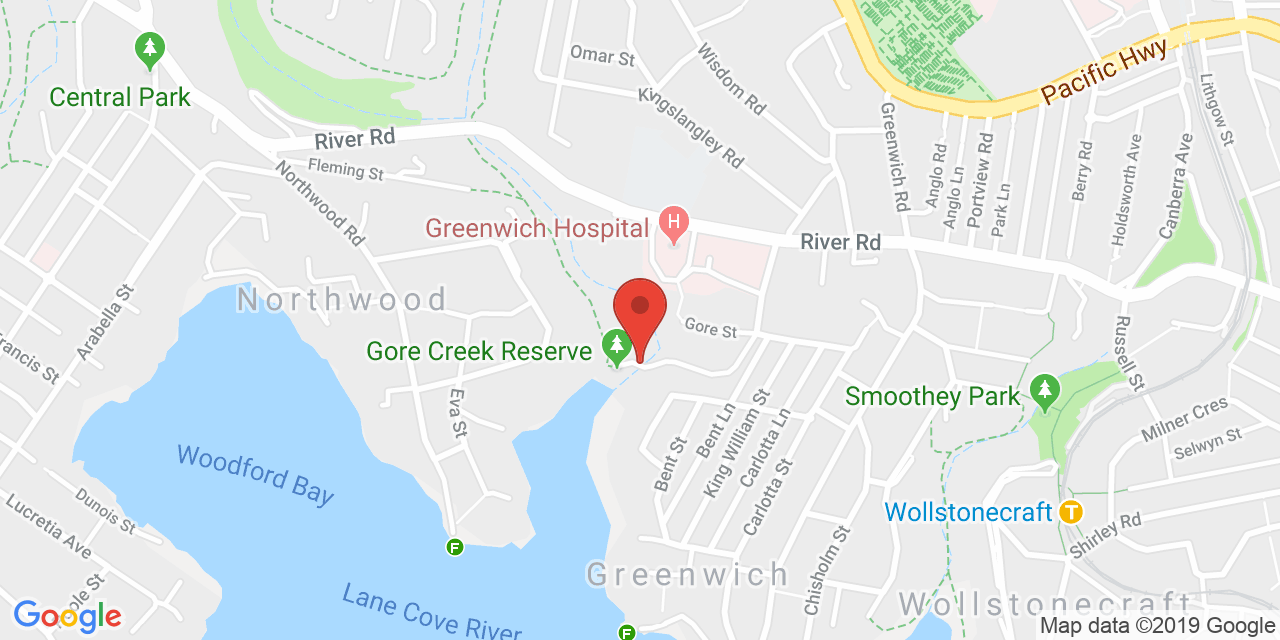 Central Park
River Rd
Fleming St
Northwood Rd
Omar St
Kingslangley Rd
Wisdom Rd
Pacific Hwy
Lithgow St
Greenwich Rd
Anglo Rd
Anglo Ln
Portview Rd
Park Ln
Berry Rd
Holdsworth Ave
Canberra Ave
Greenwich Hospital
H
River Rd
Northwood
Arabella St
Francis St
Gore St
Gore Creek Reserve
Russell St
Smoothey Park
Eva St
Bent St
Bent Ln
King William St
Carlotta Ln
Carlotta St
Milner Cres
Selwyn St
Woodford Bay
Dunois St
Lucretia Ave
Wollstonecraft
T
Shirley Rd
Chisholm St
F
Greenwich
Lane Cove River
Wollstonecraft
F
Google
Map data ©2019 Google